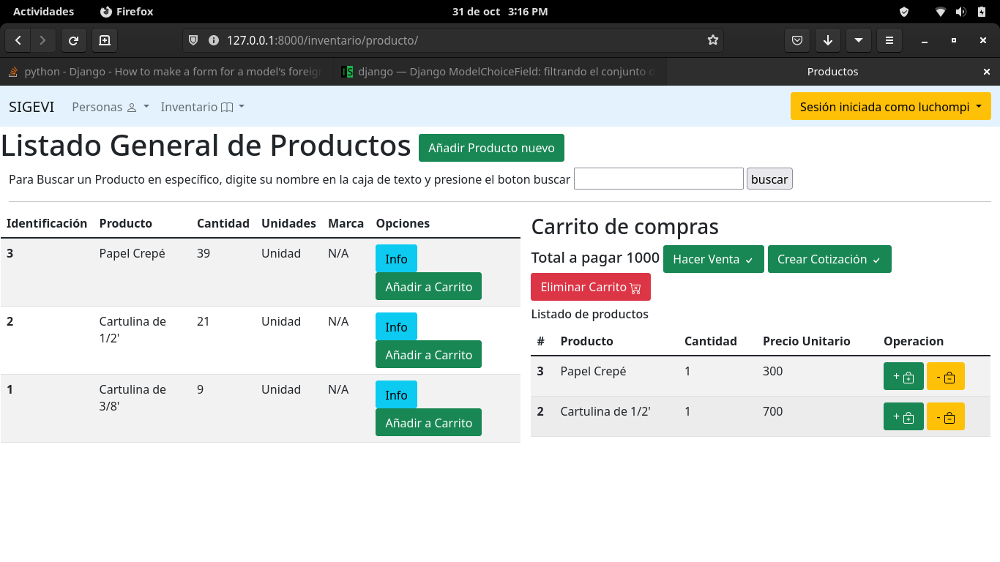 Actividades Firefox 31 de oct 3:16 PM
127.0.0.1:8000/inventario/producto/
python - Django - How to make a form for a model's foreign django — Django ModelChoiceField: filtrando el conjunto d Productos
SIGEVI Personas Inventario Sesión iniciada como luchompi
Listado General de Productos Añadir Producto nuevo
Para Buscar un Producto en específico, digite su nombre en la caja de texto y presione el boton buscar buscar
Identificación Producto Cantidad Unidades Marca Opciones
3 Papel Crepé 39 Unidad N/A Info
Añadir a Carrito
2 Cartulina de 21 Unidad N/A Info
1/2' Añadir a Carrito
1 Cartulina de 9 Unidad N/A Info
3/8' Añadir a Carrito
Carrito de compras
Total a pagar 1000 Hacer Venta Crear Cotización
Eliminar Carrito
Listado de productos
# Producto Cantidad Precio Unitario Operacion
3 Papel Crepé 1 300 + -
2 Cartulina de 1/2' 1 700 + -